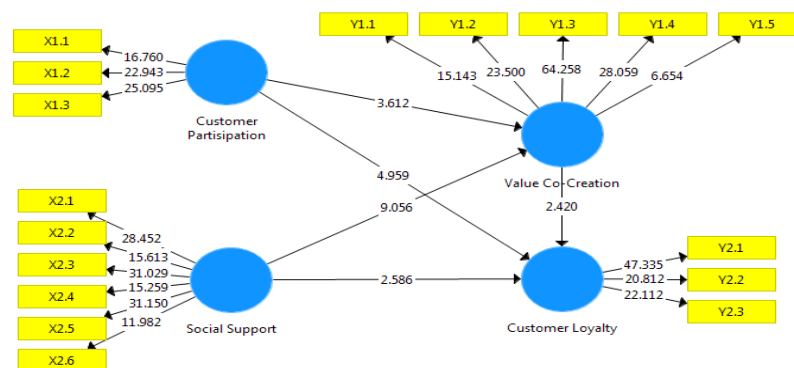 Y1.1 Y1.2 Y1.3 Y1.4 Y1.5
X1.1
X1.2
X1.3
16.760
22.943
25.095
15.143 23.500 64.258 28.059 6.654
Customer
Partisipation
3.612
Value Co-Creation
4.959
9.056
2.420
X2.1
X2.2
X2.3
X2.4
X2.5
X2.6
28.452
15.613
31.029
15.259
31.150
11.982
Social Support
2.586
Customer Loyalty
47.335
20.812
22.112
Y2.1
Y2.2
Y2.3